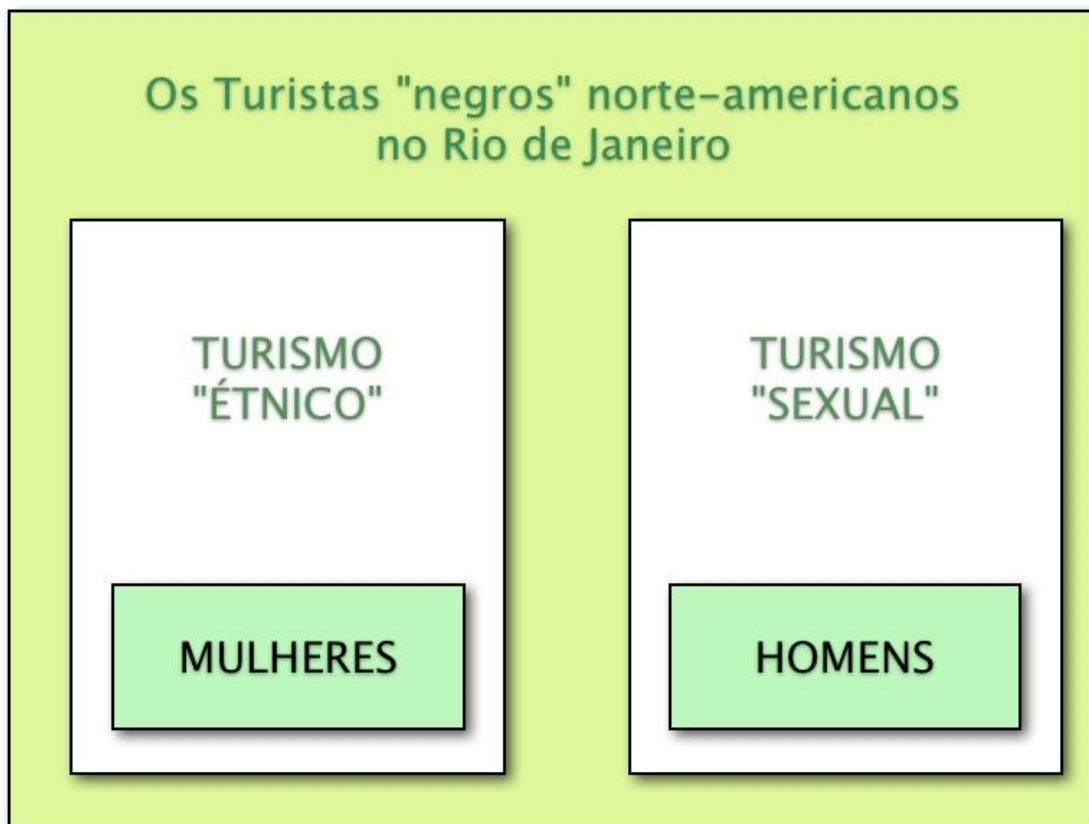 Os Turistas "negros" norte-americanos
no Rio de Janeiro
TURISMO
"ÉTNICO"
MULHERES
TURISMO
"SEXUAL"
HOMENS